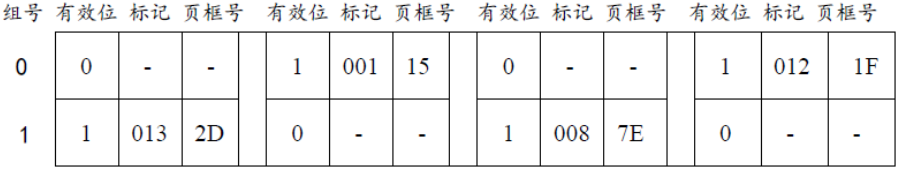 组号 有效位 标记 页框号 有效位 标记 页框号 有效位 标记 页框号 有效位 标记 页框号
0 0 - - 1 001 15 0 - - 1 012 1F
1 1 013 2D 0 - - 1 008 7E 0 - -